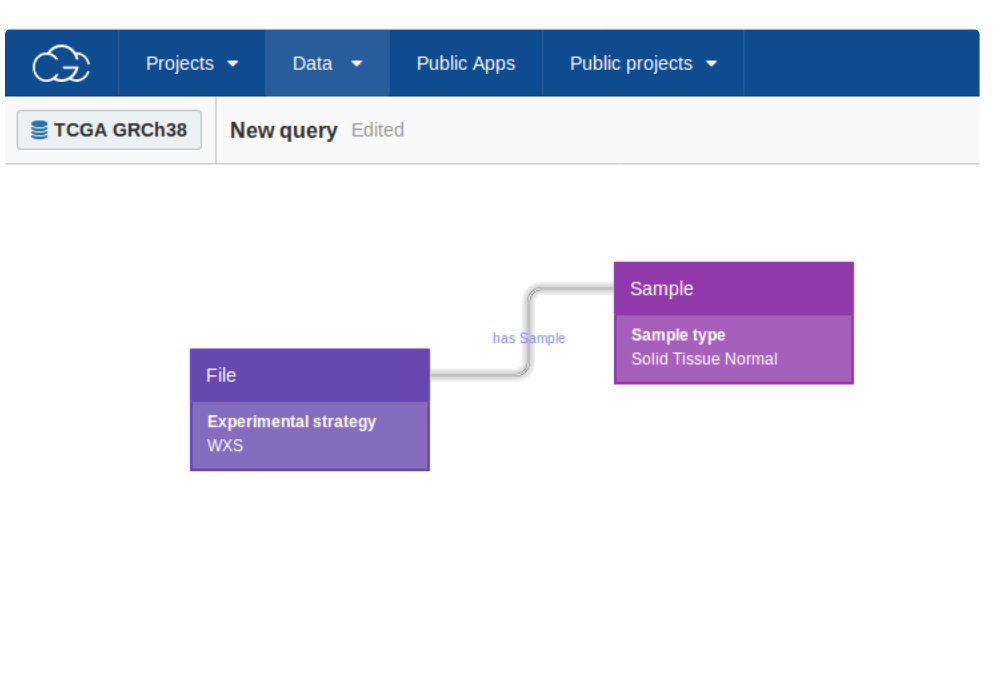 Projects Data Public Apps Public projects
TCGA GRCh38 New query Edited
Sample
has Sample
Sample type
Solid Tissue Normal
File
Experimental strategy
WXS